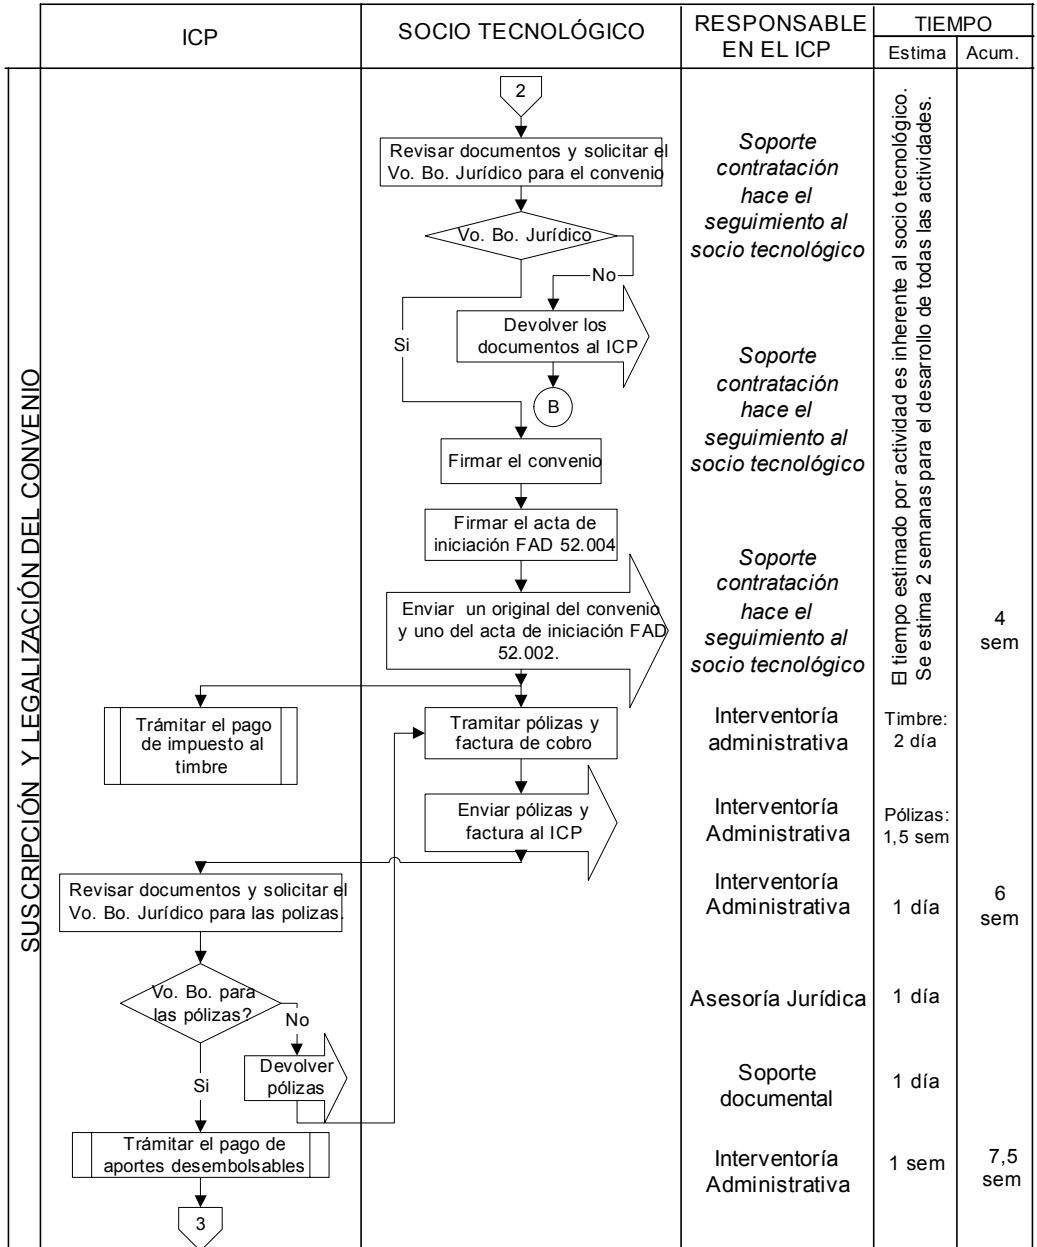 ICP
SOCIO TECNOLÓGICO
RESPONSABLE
EN EL ICP
TIEMPO
Estima
Acum.
SUSCRIPCIÓN Y LEGALIZACIÓN DEL CONVENIO
2
Revisar documentos y solicitar el
Vo. Bo. Jurídico para el convenio
Soporte
contratación
hace el
seguimiento al
socio tecnológico
El tiempo estimado por actividad es inherente al socio tecnológico.
Se estima 2 semanas para el desarrollo de todas las actividades.
Vo. Bo. Jurídico
No
Si
Devolver los
documentos al ICP
B
Soporte
contratación
hace el
seguimiento al
socio tecnológico
Firmar el convenio
Firmar el acta de
iniciación FAD 52.004
Enviar un original del convenio
y uno del acta de iniciación FAD
52.002.
Soporte
contratación
hace el
seguimiento al
socio tecnológico
4
sem
Trámitar el pago
de impuesto al
timbre
Tramitar pólizas y
factura de cobro
Interventoría
administrativa
Timbre:
2 día
Enviar pólizas y
factura al ICP
Interventoría
Administrativa
Pólizas:
1,5 sem
Revisar documentos y solicitar el
Vo. Bo. Jurídico para las polizas.
Interventoría
Administrativa
1 día
6
sem
Vo. Bo. para
las pólizas?
No
Si
Asesoría Jurídica
1 día
Devolver
pólizas
Soporte
documental
1 día
Trámitar el pago de
aportes desembolsables
Interventoría
Administrativa
1 sem
7,5
sem
3